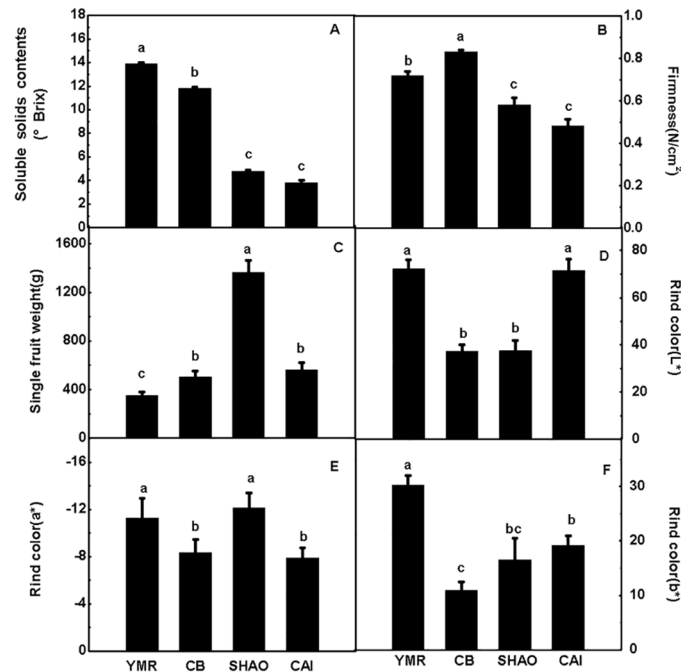 Soluble solids contents
(° Brix)
18
16
14
12
10
8
6
4
2
0
A
a
b
c
c
B
b
a
c
c
1.0
0.8
0.6
0.4
0.2
0.0
Firmness(N/cm²)
Single fruit weight(g)
1600
1200
800
400
0
C
c
b
a
b
D
a
b
b
a
80
60
40
20
0
Rind color(L*)
Rind color(a*)
-16
-12
-8
-4
0
E
a
b
a
b
F
a
c
bc
b
30
20
10
0
Rind color(b*)
YMR CB SHAO CAI
YMR CB SHAO CAI